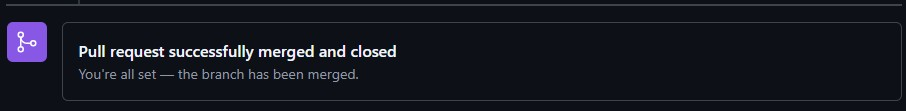 Pull request successfully merged and closed
You're all set — the branch has been merged.